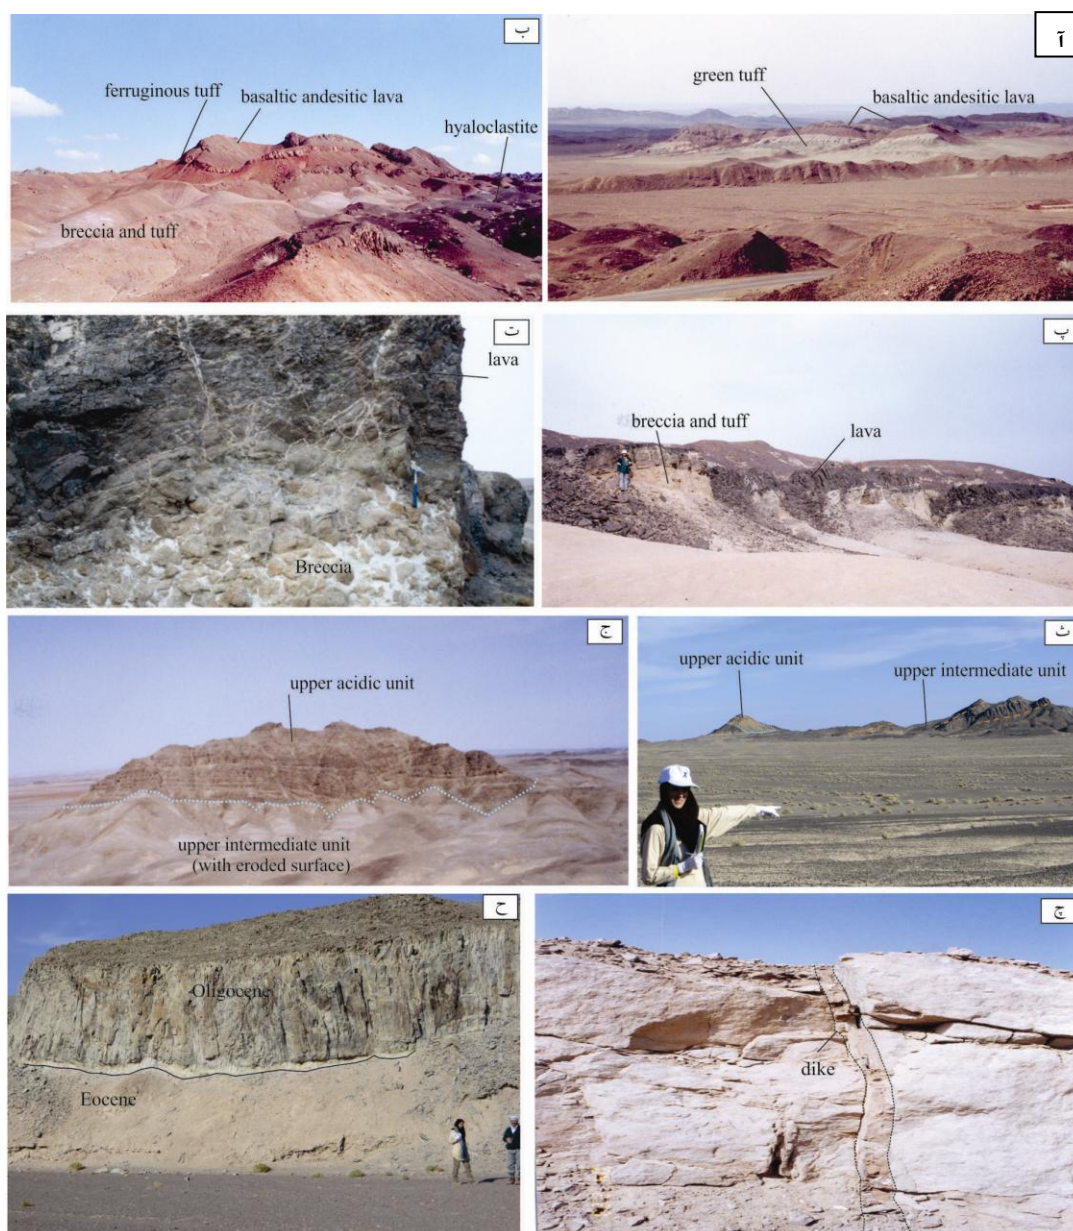 آ
green tuff
basaltic andesitic lava
ب
ferruginous tuff
basaltic andesitic lava
hyaloclastite
breccia and tuff
پ
breccia and tuff
lava
ت
lava
Breccia
ث
upper acidic unit
upper intermediate unit
ج
upper acidic unit
upper intermediate unit
(with eroded surface)
چ
dike
ح
Oligocene
Eocene